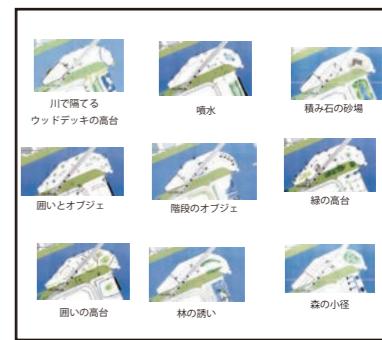 川で隔てる
ウッドデッキの高台
噴水
積み石の砂場
囲いとオブジェ
階段のオブジェ
緑の高台
囲いの高台
林の誘い
森の小径